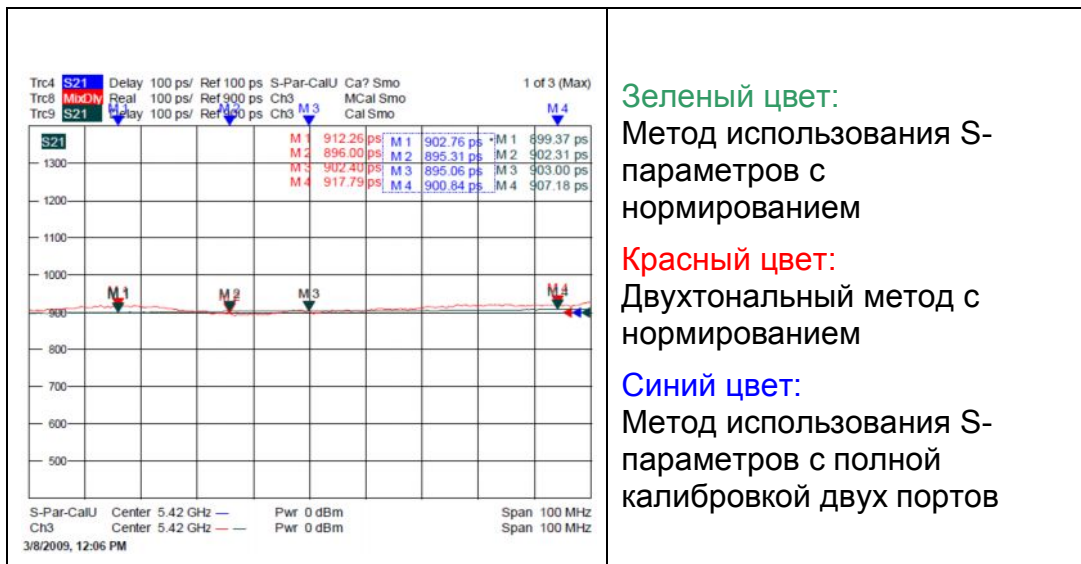 Trc4 S21 Delay 100 ps/ Ref 100 ps S-Par-CalU Ca? Smo 1 of 3 (Max)
Trc8 MixDly Real 100 ps/ Ref 900 ps Ch3 MCal Smo
Trc9 S21 Delay 100 ps/ Ref 900 ps Ch3 Cal Smo
M 1 M 2 M 3 M 4
S21
M 1 912.26 ps M 1 902.76 ps •M 1 899.37 ps
M 2 896.00 ps M 2 895.31 ps M 2 902.31 ps
M 3 902.40 ps M 3 895.06 ps M 3 903.00 ps
M 4 917.79 ps M 4 900.84 ps M 4 907.18 ps
1300
1200
1100
1000
M 1 M 2 M 3 M 4
900
800
700
600
500
S-Par-CalU Center 5.42 GHz — Pwr 0 dBm Span 100 MHz
Ch3 Center 5.42 GHz — — Pwr 0 dBm Span 100 MHz
3/8/2009, 12:06 PM
Зеленый цвет:
Метод использования S-
параметров с
нормированием
Красный цвет:
Двухтональный метод с
нормированием
Синий цвет:
Метод использования S-
параметров с полной
калибровкой двух портов